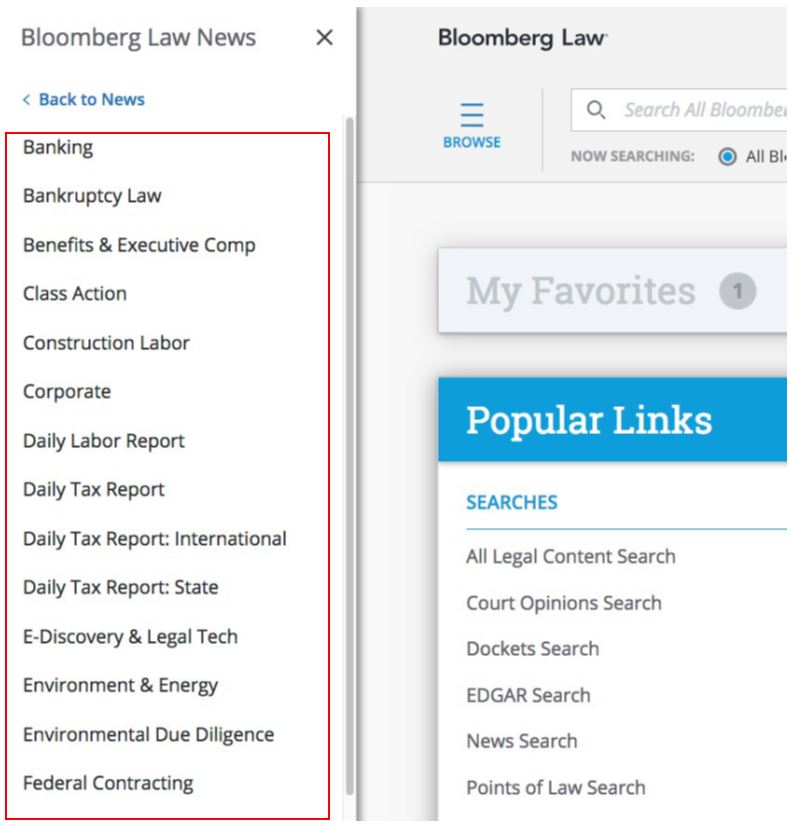 Bloomberg Law News
Back to News
Banking
Bankruptcy Law
Benefits & Executive Comp
Class Action
Construction Labor
Corporate
Daily Labor Report
Daily Tax Report
Daily Tax Report: International
Daily Tax Report: State
E-Discovery & Legal Tech
Environment & Energy
Environmental Due Diligence
Federal Contracting
Bloomberg Law
BROWSE
Search All Bloombe
NOW SEARCHING: All Bl
My Favorites 1
Popular Links
SEARCHES
All Legal Content Search
Court Opinions Search
Dockets Search
EDGAR Search
News Search
Points of Law Search